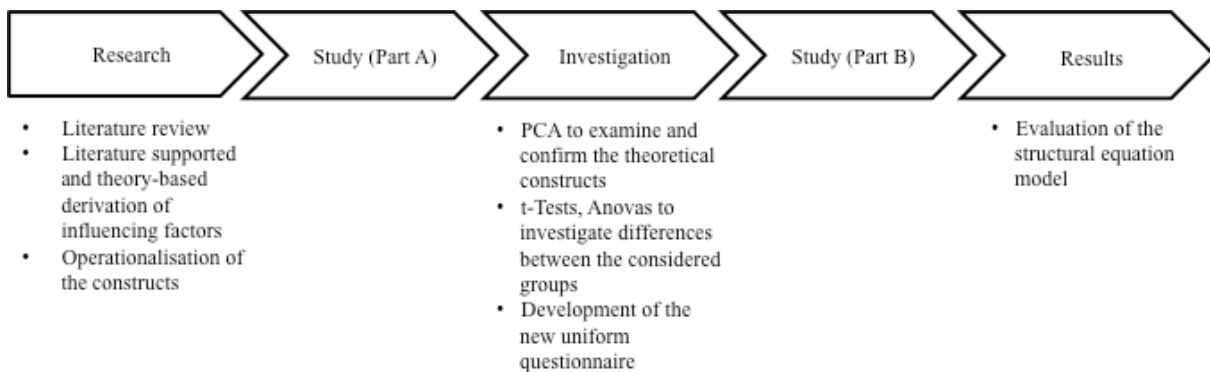 Research
Study (Part A)
Investigation
Study (Part B)
Results
• Literature review
• Literature supported
and theory-based
derivation of
influencing factors
• Operationalisation of
the constructs
• PCA to examine and
confirm the theoretical
constructs
• t-Tests, Anovas to
investigate differences
between the considered
groups
• Development of the
new uniform
questionnaire
• Evaluation of the
structural equation
model